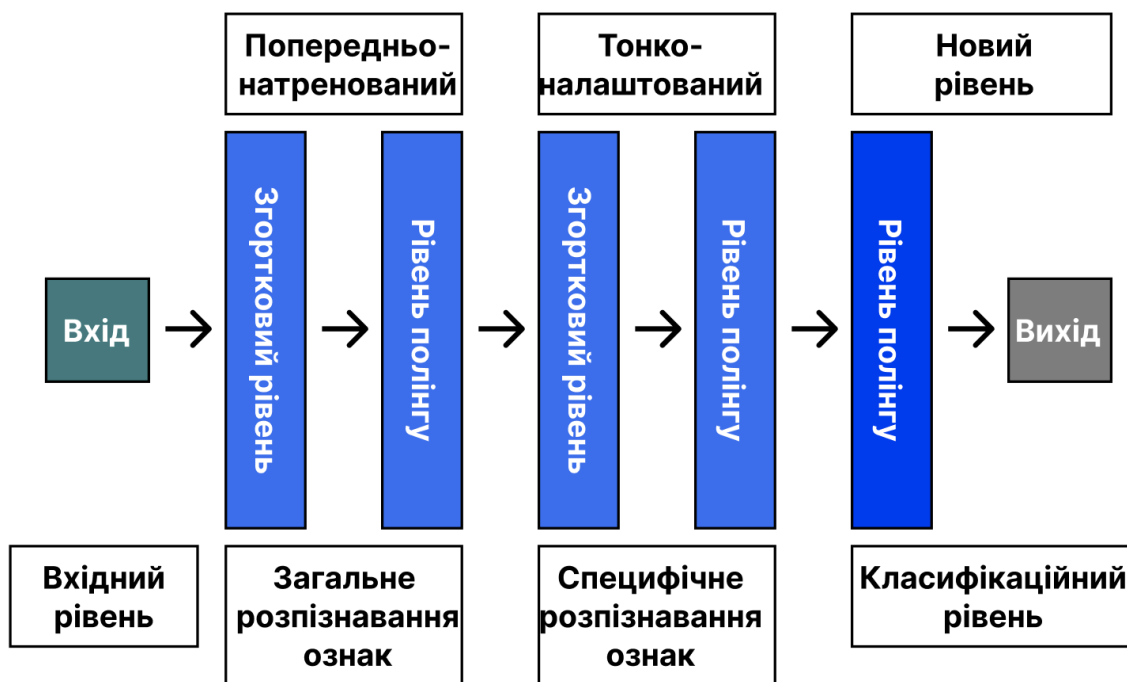 Попередньо-
натренований
Тонко-
налаштований
Новий
рівень
Вхід
Згортковий рівень
Рівень полінгу
Згортковий рівень
Рівень полінгу
Рівень полінгу
Вихід
Вхідний
рівень
Загальне
розпізнавання
ознак
Специфічне
розпізнавання
ознак
Класифікаційний
рівень